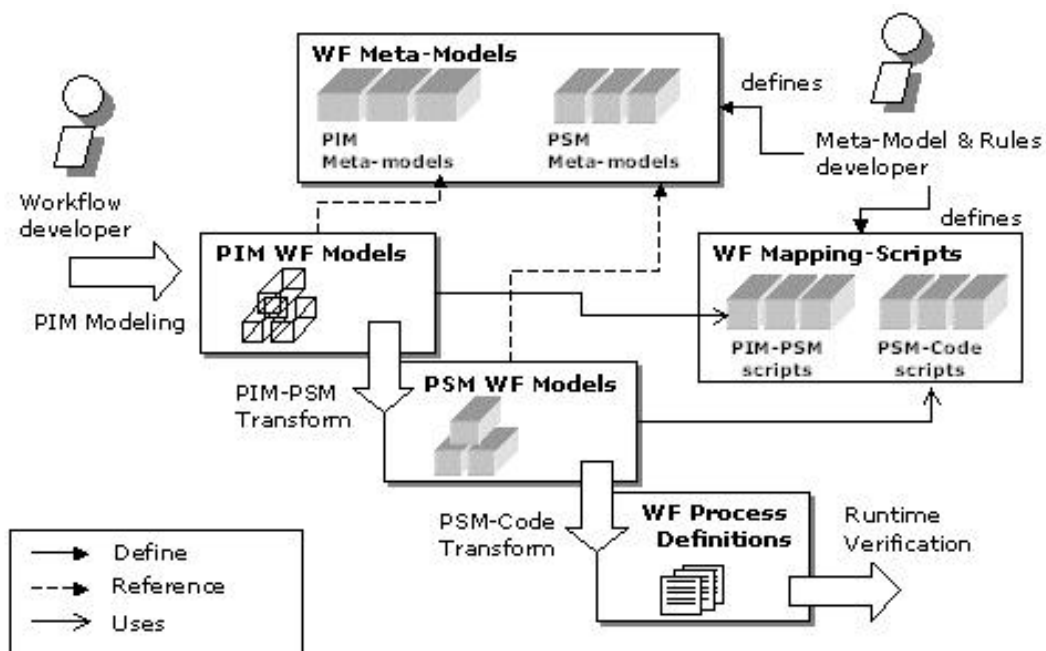 WF Meta-Models
PIM
Meta-models
PSM
Meta-models
defines
Meta-Model & Rules
developer
defines
Workflow
developer
PIM Modeling
PIM WF Models
WF Mapping-Scripts
PIM-PSM
scripts
PSM-Code
scripts
PIM-PSM
Transform
PSM WF Models
PSM-Code
Transform
WF Process
Definitions
Runtime
Verification
Define
Reference
Uses